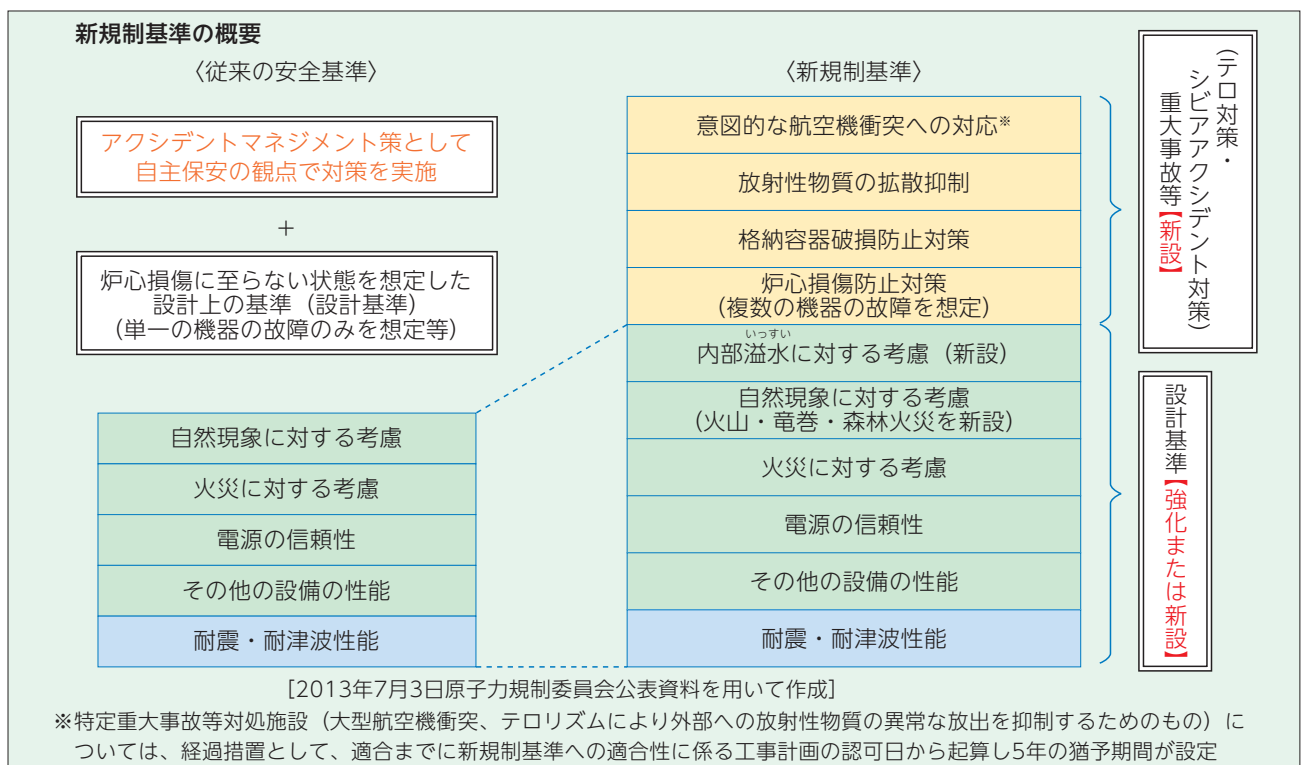 新規制基準の概要
〈従来の安全基準〉
アクシデントマネジメント策として
自主保安の観点で対策を実施
+
炉心損傷に至らない状態を想定した
設計上の基準（設計基準）
（単一の機器の故障のみを想定等）
自然現象に対する考慮
火災に対する考慮
電源の信頼性
その他の設備の性能
耐震・耐津波性能
〈新規制基準〉
意図的な航空機衝突への対応※
放射性物質の拡散抑制
格納容器破損防止対策
炉心損傷防止対策
（複数の機器の故障を想定）
いっすい
内部溢水に対する考慮（新設）
自然現象に対する考慮
（火山・竜巻・森林火災を新設）
火災に対する考慮
電源の信頼性
その他の設備の性能
耐震・耐津波性能
（テロ対策・
シビアアクシデント対策）
重大事故等【新設】
設計基準【強化または新設】
［2013年7月3日原子力規制委員会公表資料を用いて作成］
※特定重大事故等対処施設（大型航空機衝突、テロリズムにより外部への放射性物質の異常な放出を抑制するためのもの）に
ついては、経過措置として、適合までに新規制基準への適合性に係る工事計画の認可日から起算し5年の猶予期間が設定